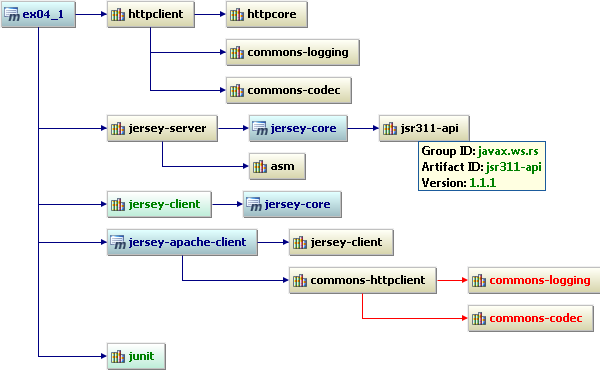 ex04_1
httpclient
httpcore
commons-logging
commons-codec
jersey-server
jersey-core
jsr311-api
Group ID: javax.ws.rs
Artifact ID: jsr311-api
Version: 1.1.1
asm
jersey-client
jersey-core
jersey-apache-client
jersey-client
commons-httpclient
commons-logging
commons-codec
junit